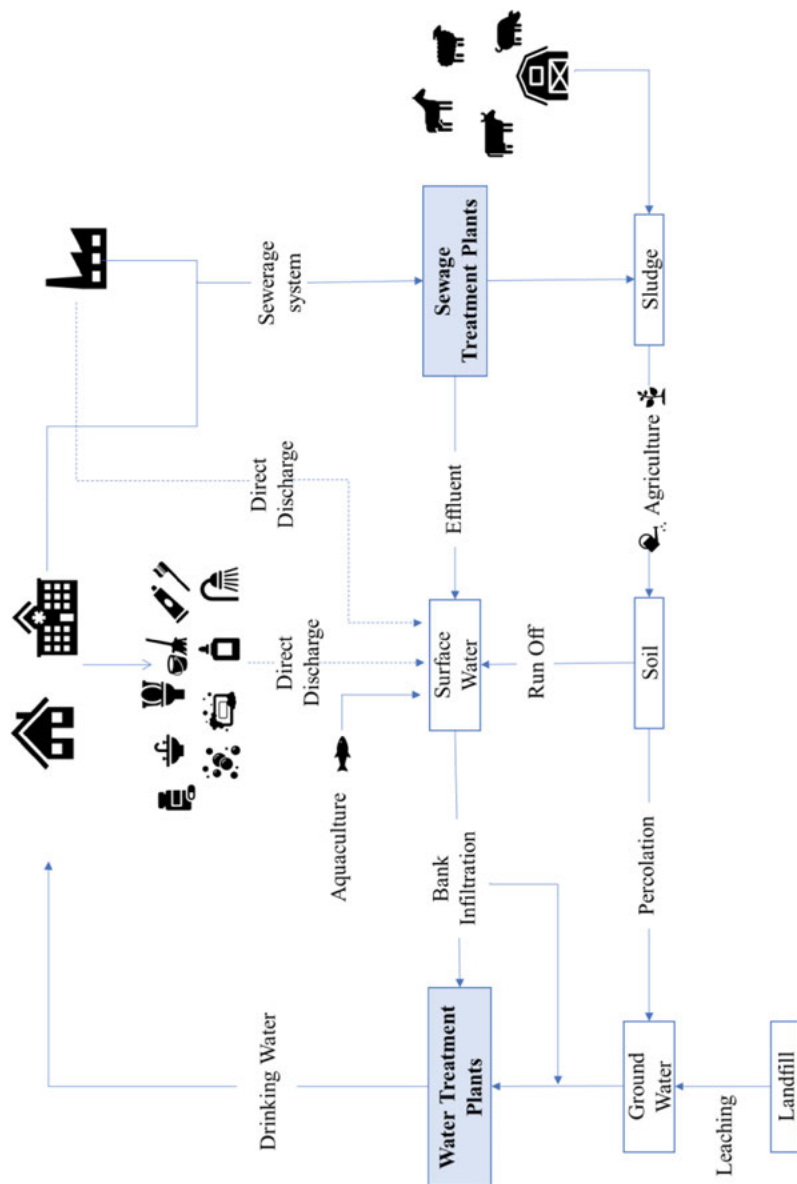 Sewerage
system
Direct
Discharge
Direct
Discharge
Aquaculture
Drinking Water
Sewage
Treatment Plants
Effluent
Surface
Water
Bank
Infiltration
Water Treatment
Plants
Sludge
Agriculture
Run Off
Soil
Percolation
Ground
Water
Leaching
Landfill